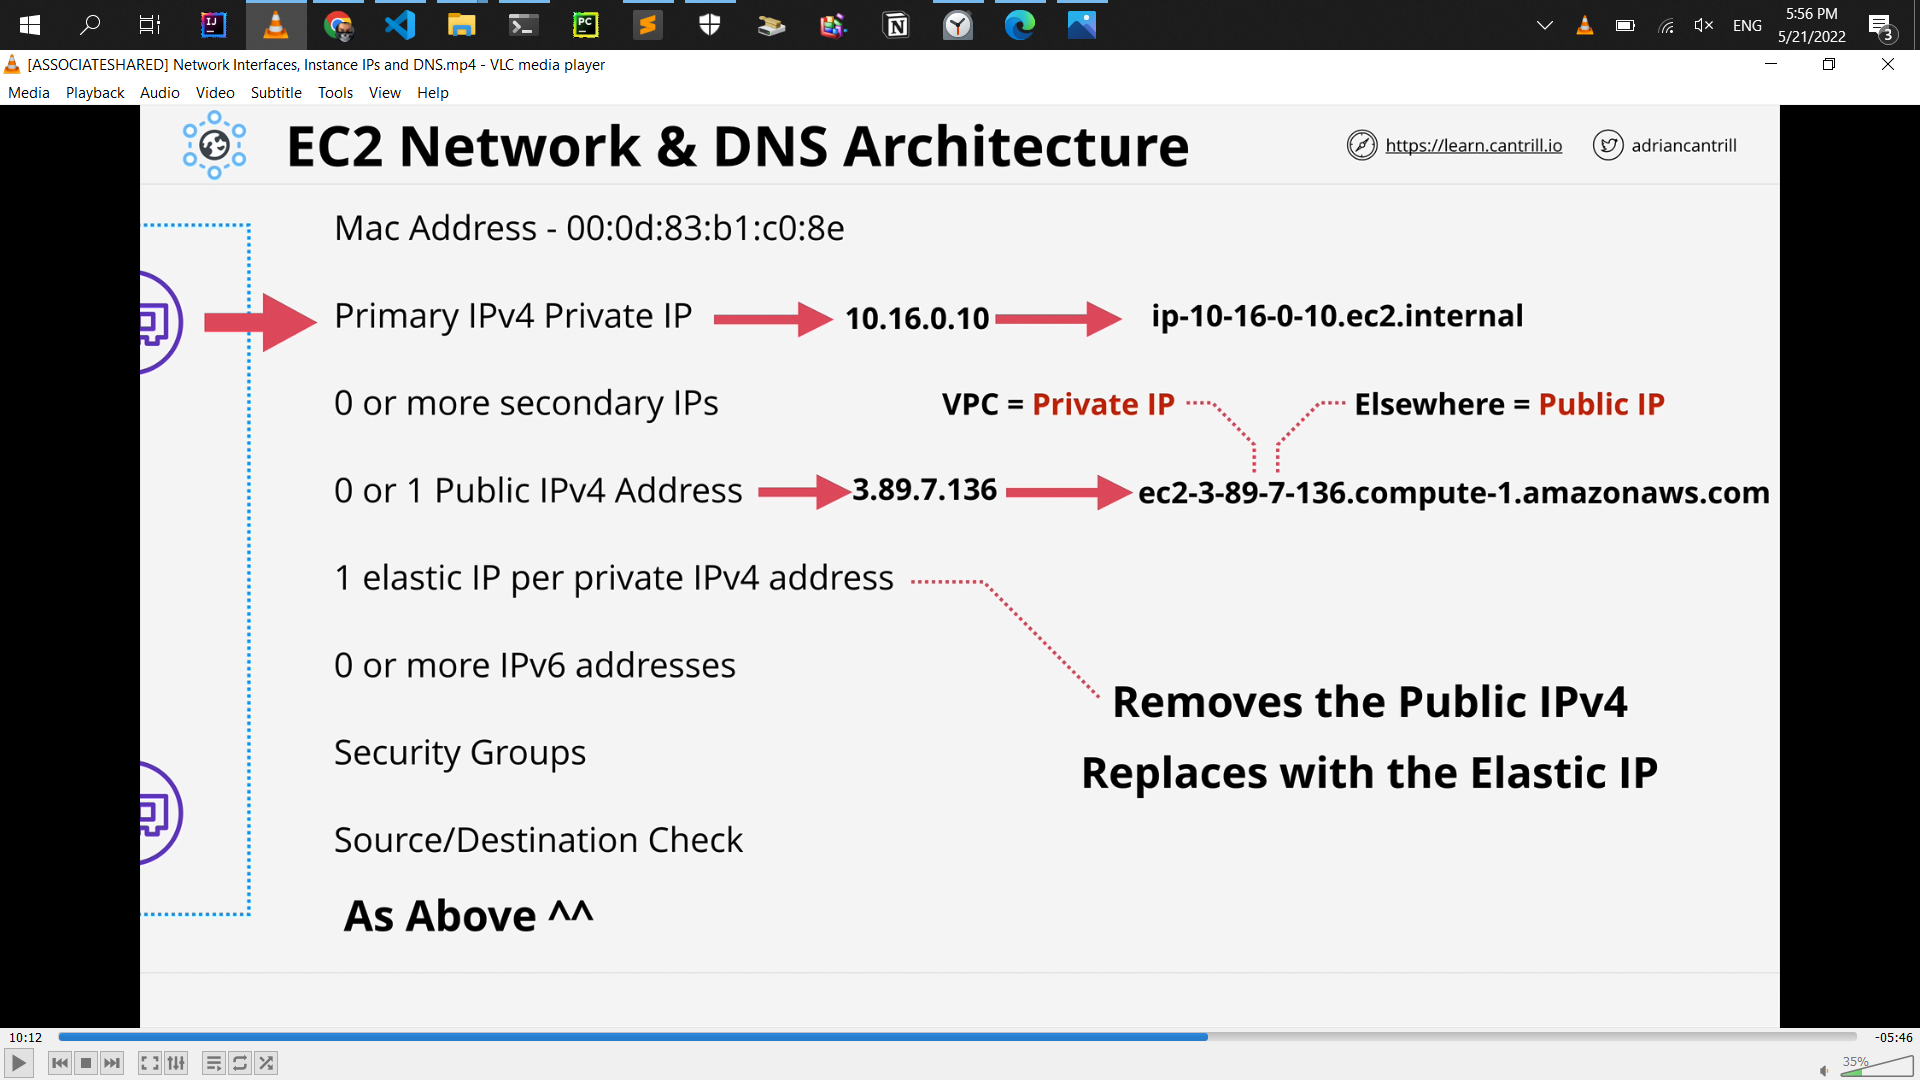 ENG
5:56 PM
5/21/2022
3
[ASSOCIATESHARED] Network Interfaces, Instance IPs and DNS.mp4 - VLC media player
Media Playback Audio Video Subtitle Tools View Help
EC2 Network & DNS Architecture
https://learn.cantrill.io
adriancantrill
Mac Address - 00:0d:83:b1:c0:8e
Primary IPv4 Private IP
10.16.0.10
ip-10-16-0-10.ec2.internal
0 or more secondary IPs
VPC = Private IP
Elsewhere = Public IP
0 or 1 Public IPv4 Address
3.89.7.136
ec2-3-89-7-136.compute-1.amazonaws.com
1 elastic IP per private IPv4 address
0 or more IPv6 addresses
Removes the Public IPv4
Security Groups
Replaces with the Elastic IP
Source/Destination Check
As Above ^^
10:12
-05:46
35%